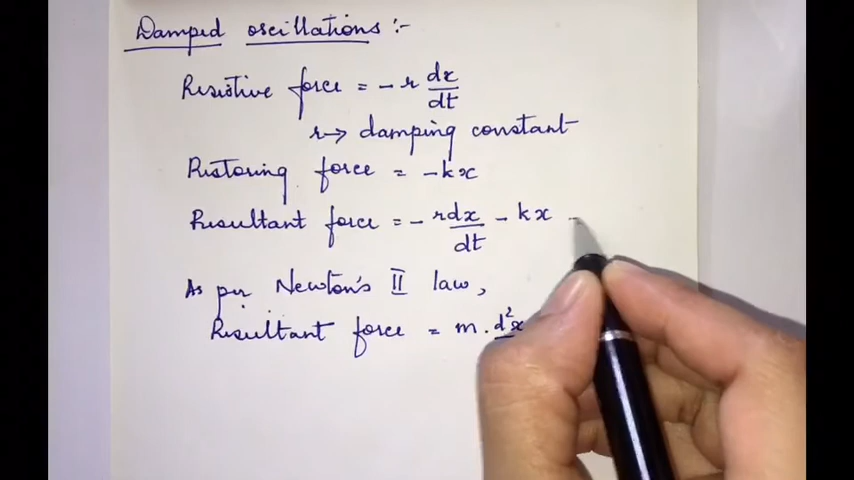 Damped oscillations :-
Resistive force = - r dx/dt
r → damping constant
Restoring force = - kx
Resultant force = - rdx/dt - kx -
As per Newton's II law,
Resultant force = m . d²x